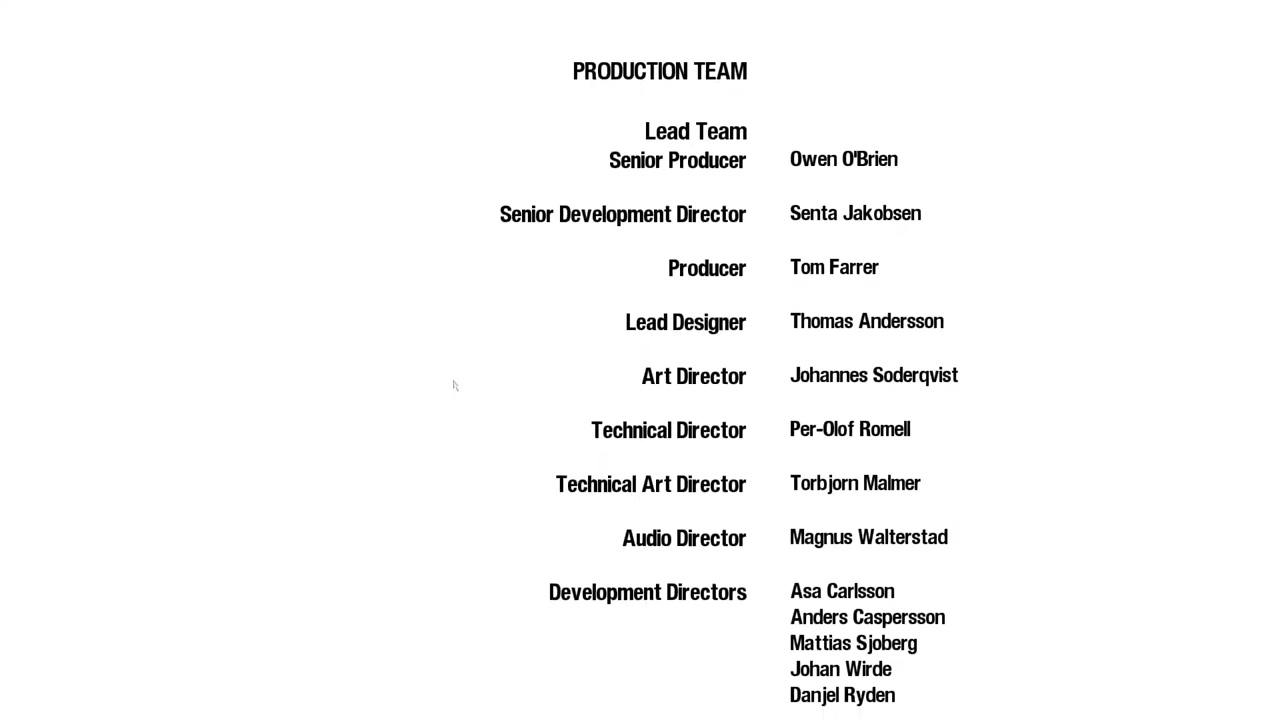 PRODUCTION TEAM
Lead Team
Senior Producer Owen O'Brien
Senior Development Director Senta Jakobsen
Producer Tom Farrer
Lead Designer Thomas Andersson
Art Director Johannes Soderqvist
Technical Director Per-Olof Romell
Technical Art Director Torbjorn Malmer
Audio Director Magnus Walterstad
Development Directors Asa Carlsson
Anders Caspersson
Mattias Sjoberg
Johan Wirde
Danjel Ryden